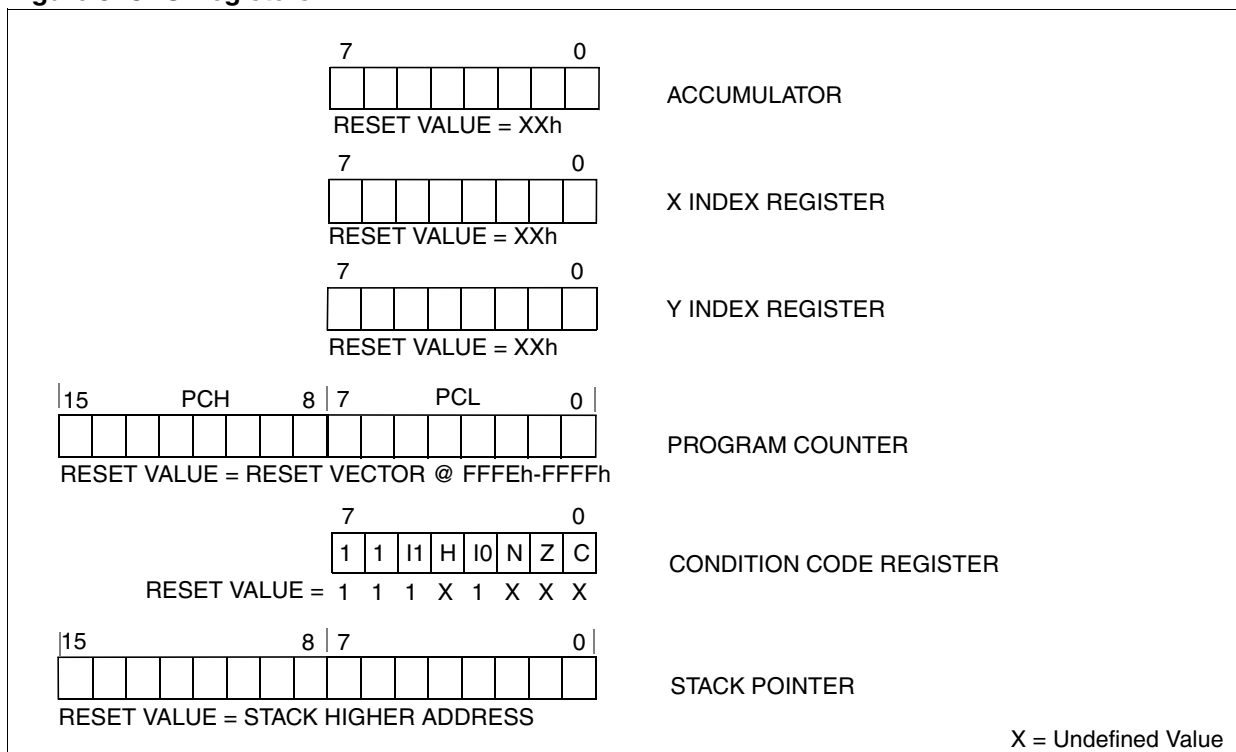 7 0
ACCUMULATOR
RESET VALUE = XXh
7 0
X INDEX REGISTER
RESET VALUE = XXh
7 0
Y INDEX REGISTER
RESET VALUE = XXh
15 PCH 8 7 PCL 0
PROGRAM COUNTER
RESET VALUE = RESET VECTOR @ FFFEh-FFFFh
7 0
1 1 I1 H I0 N Z C
CONDITION CODE REGISTER
RESET VALUE = 1 1 1 X 1 X X X
15 8 7 0
STACK POINTER
RESET VALUE = STACK HIGHER ADDRESS
X = Undefined Value